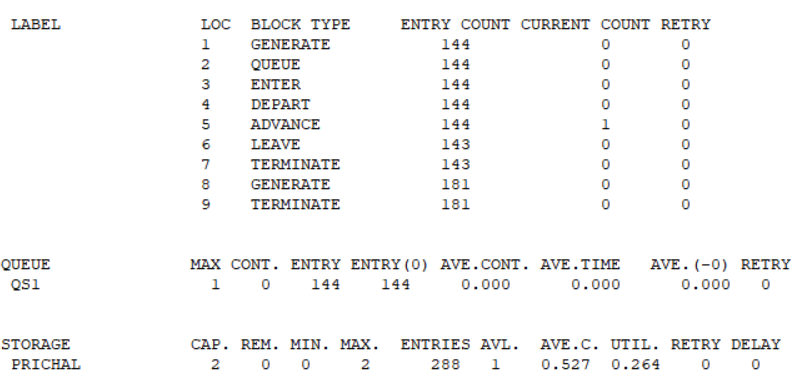 LABEL LOC BLOCK TYPE ENTRY COUNT CURRENT COUNT RETRY
1 GENERATE 144 0 0
2 QUEUE 144 0 0
3 ENTER 144 0 0
4 DEPART 144 0 0
5 ADVANCE 144 1 0
6 LEAVE 143 0 0
7 TERMINATE 143 0 0
8 GENERATE 181 0 0
9 TERMINATE 181 0 0
QUEUE MAX CONT. ENTRY ENTRY(0) AVE.CONT. AVE.TIME AVE.(-0) RETRY
QS1 1 0 144 144 0.000 0.000 0.000 0
STORAGE CAP. REM. MIN. MAX. ENTRIES AVL. AVE.C. UTIL. RETRY DELAY
PRICHAL 2 0 0 2 288 1 0.527 0.264 0 0